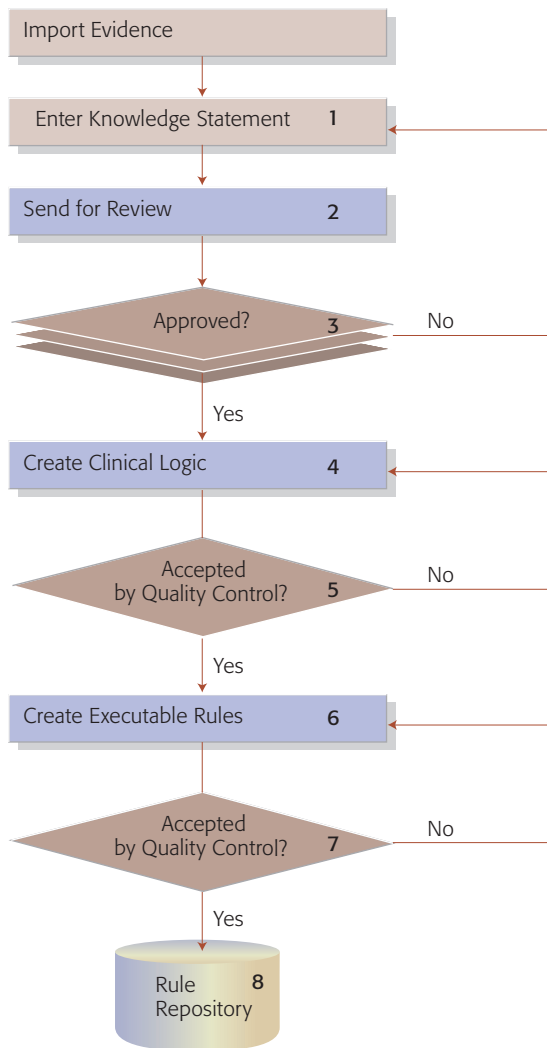 Import Evidence
Enter Knowledge Statement 1
Send for Review 2
Approved? 3
No
Yes
Create Clinical Logic 4
Accepted
by Quality Control? 5
No
Yes
Create Executable Rules 6
Accepted
by Quality Control? 7
No
Yes
Rule 8
Repository